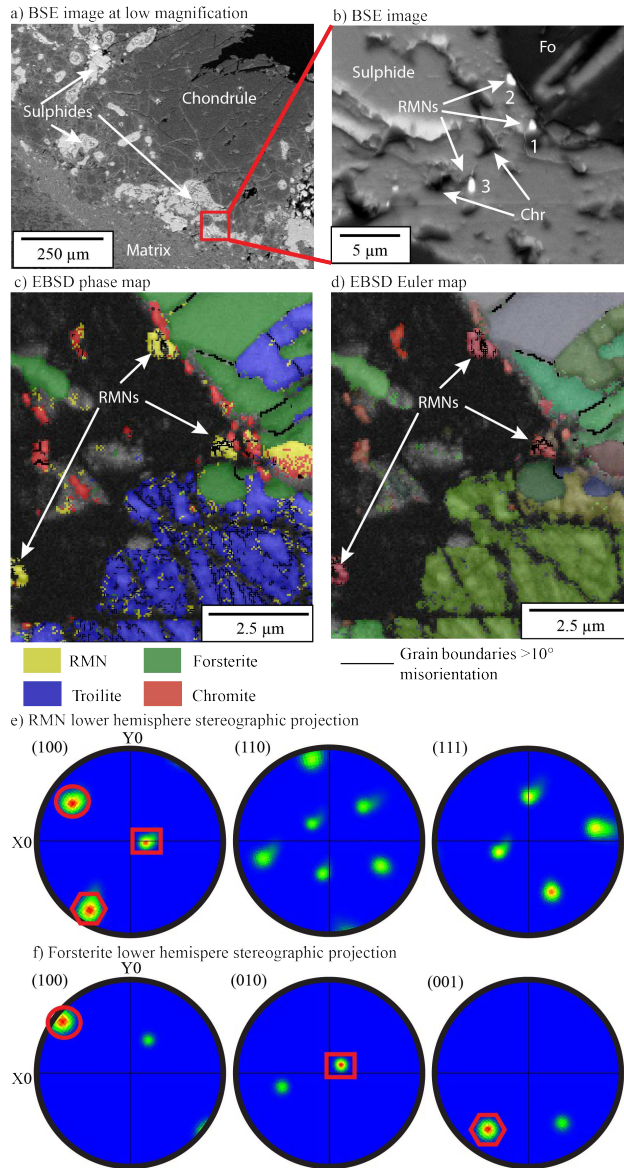 a) BSE image at low magnification
Sulphides
Chondrule
Matrix
250 µm
b) BSE image
Fo
Sulphide
RMNs
2
1
3
Chr
5 µm
c) EBSD phase map
RMNs
2.5 µm
d) EBSD Euler map
RMNs
2.5 µm
RMN
Forsterite
Troilite
Chromite
Grain boundaries >10°
misorientation
e) RMN lower hemisphere stereographic projection
(100)
Y0
(110)
(111)
X0
f) Forsterite lower hemispere stereographic projection
(100)
Y0
(010)
(001)
X0